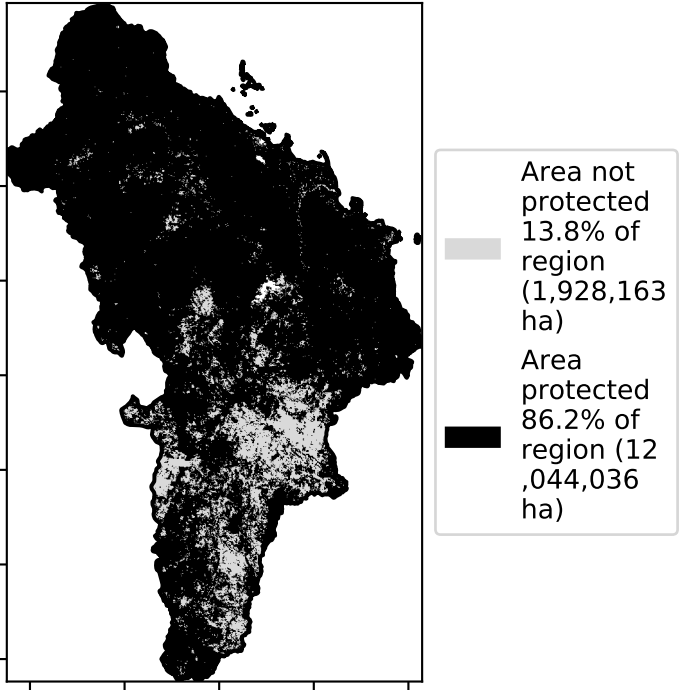 Area not
protected
13.8% of
region
(1,928,163
ha)
Area
protected
86.2% of
region (12
,044,036
ha)